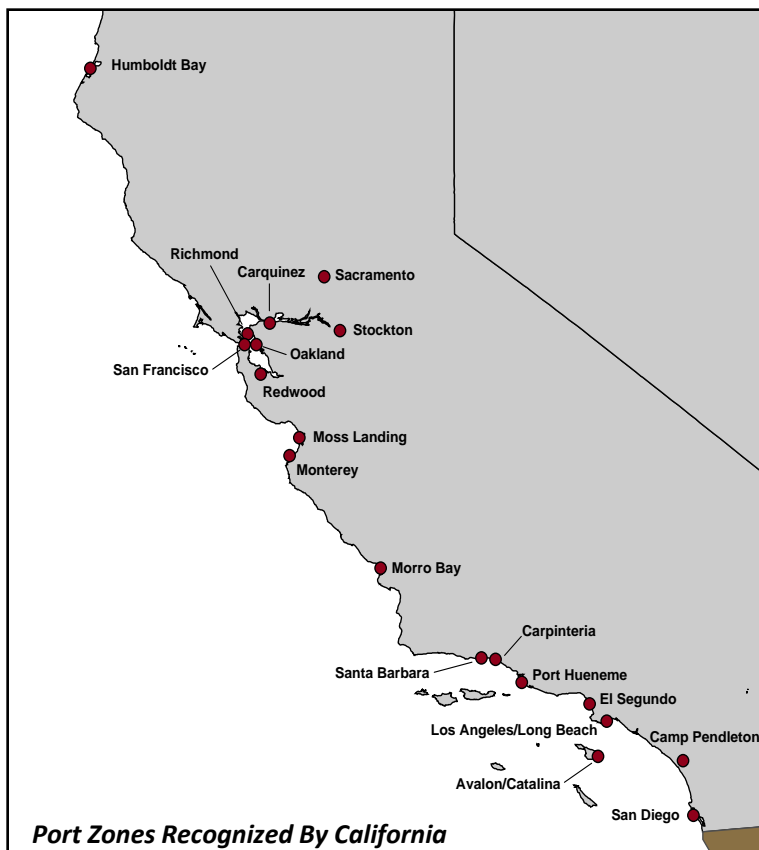 Humboldt Bay
Richmond
Carquinez
Sacramento
Stockton
Oakland
San Francisco
Redwood
Moss Landing
Monterey
Morro Bay
Carpinteria
Santa Barbara
Port Hueneme
El Segundo
Los Angeles/Long Beach
Camp Pendleton
Avalon/Catalina
San Diego
Port Zones Recognized By California